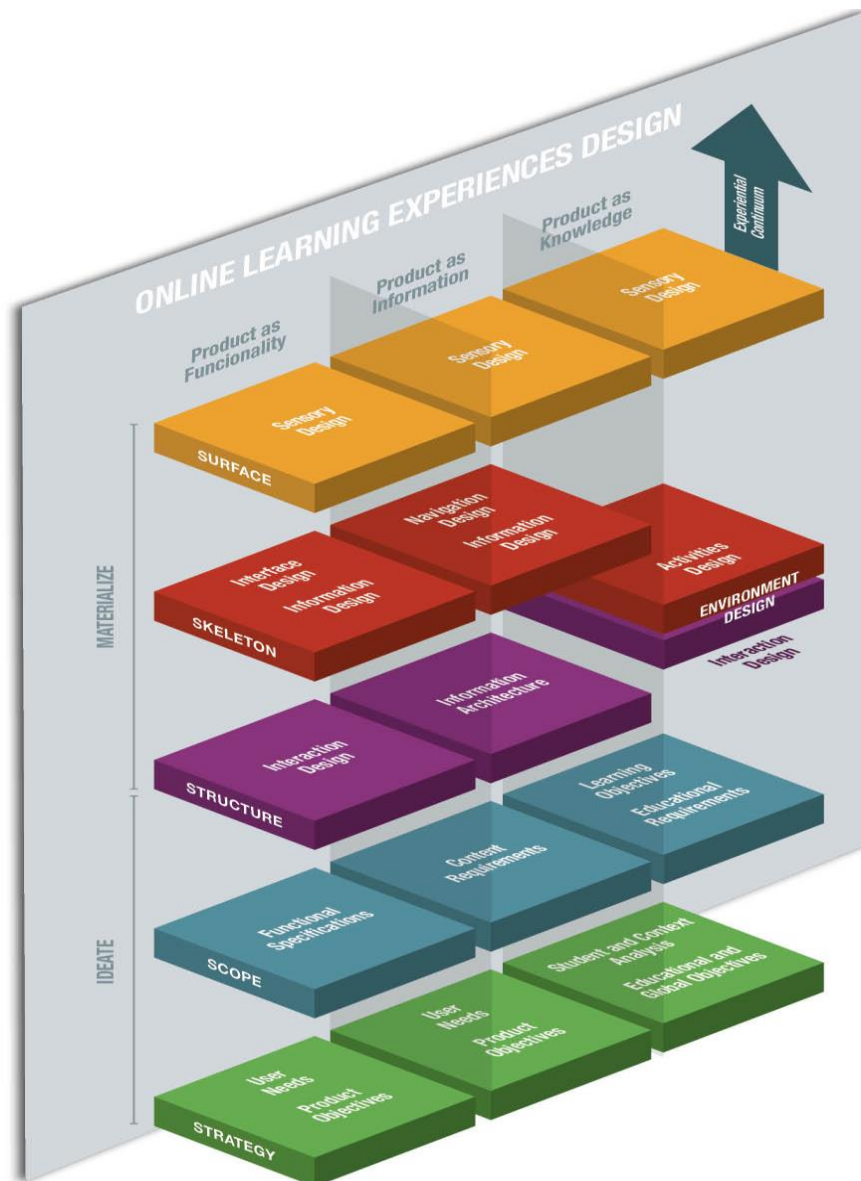 ONLINE LEARNING EXPERIENCES DESIGN
Experiential
Continuum
Product as
Funcionality
Product as
Information
Product as
Knowledge
MATERIALIZE
IDEATE
Sensory
Design
SURFACE
Sensory
Design
Sensory
Design
Interface
Design
Information
Design
SKELETON
Navigation
Design
Information
Design
Activities
Design
ENVIRONMENT
DESIGN
Interaction
Design
Interaction
Design
STRUCTURE
Information
Architecture
Functional
Specifications
SCOPE
Content
Requirements
Learning
Objectives
Educational
Requirements
User
Needs
Product
Objectives
STRATEGY
User
Needs
Product
Objectives
Student and Context
Analysis
Educational and
Global Objectives